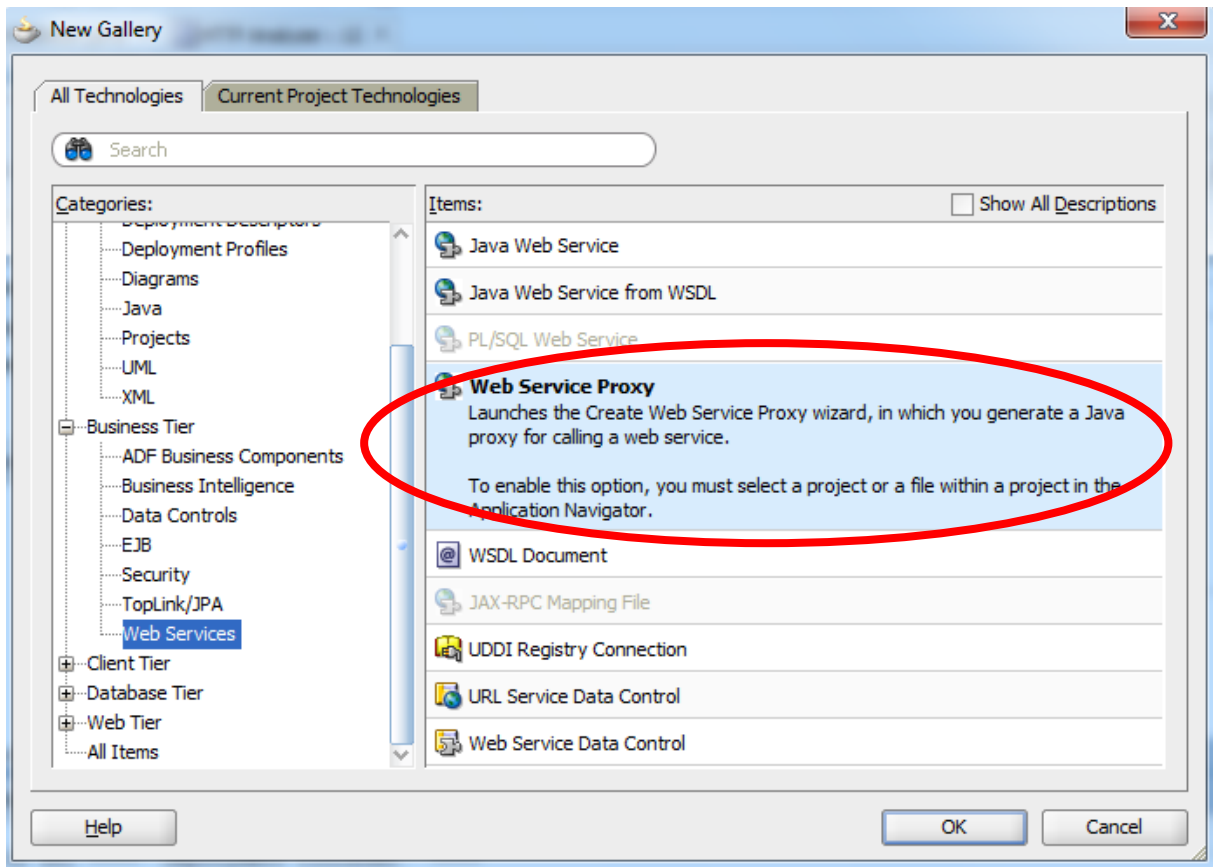 New Gallery
All Technologies
Current Project Technologies
Search
Categories:
Deployment Descriptors
Deployment Profiles
Diagrams
Java
Projects
UML
XML
Business Tier
ADF Business Components
Business Intelligence
Data Controls
EJB
Security
TopLink/JPA
Web Services
Client Tier
Database Tier
Web Tier
All Items
Items:
Show All Descriptions
Java Web Service
Java Web Service from WSDL
PL/SQL Web Service
Web Service Proxy
Launches the Create Web Service Proxy wizard, in which you generate a Java
proxy for calling a web service.
To enable this option, you must select a project or a file within a project in the
Application Navigator.
WSDL Document
JAX-RPC Mapping File
UDDI Registry Connection
URL Service Data Control
Web Service Data Control
Help
OK
Cancel